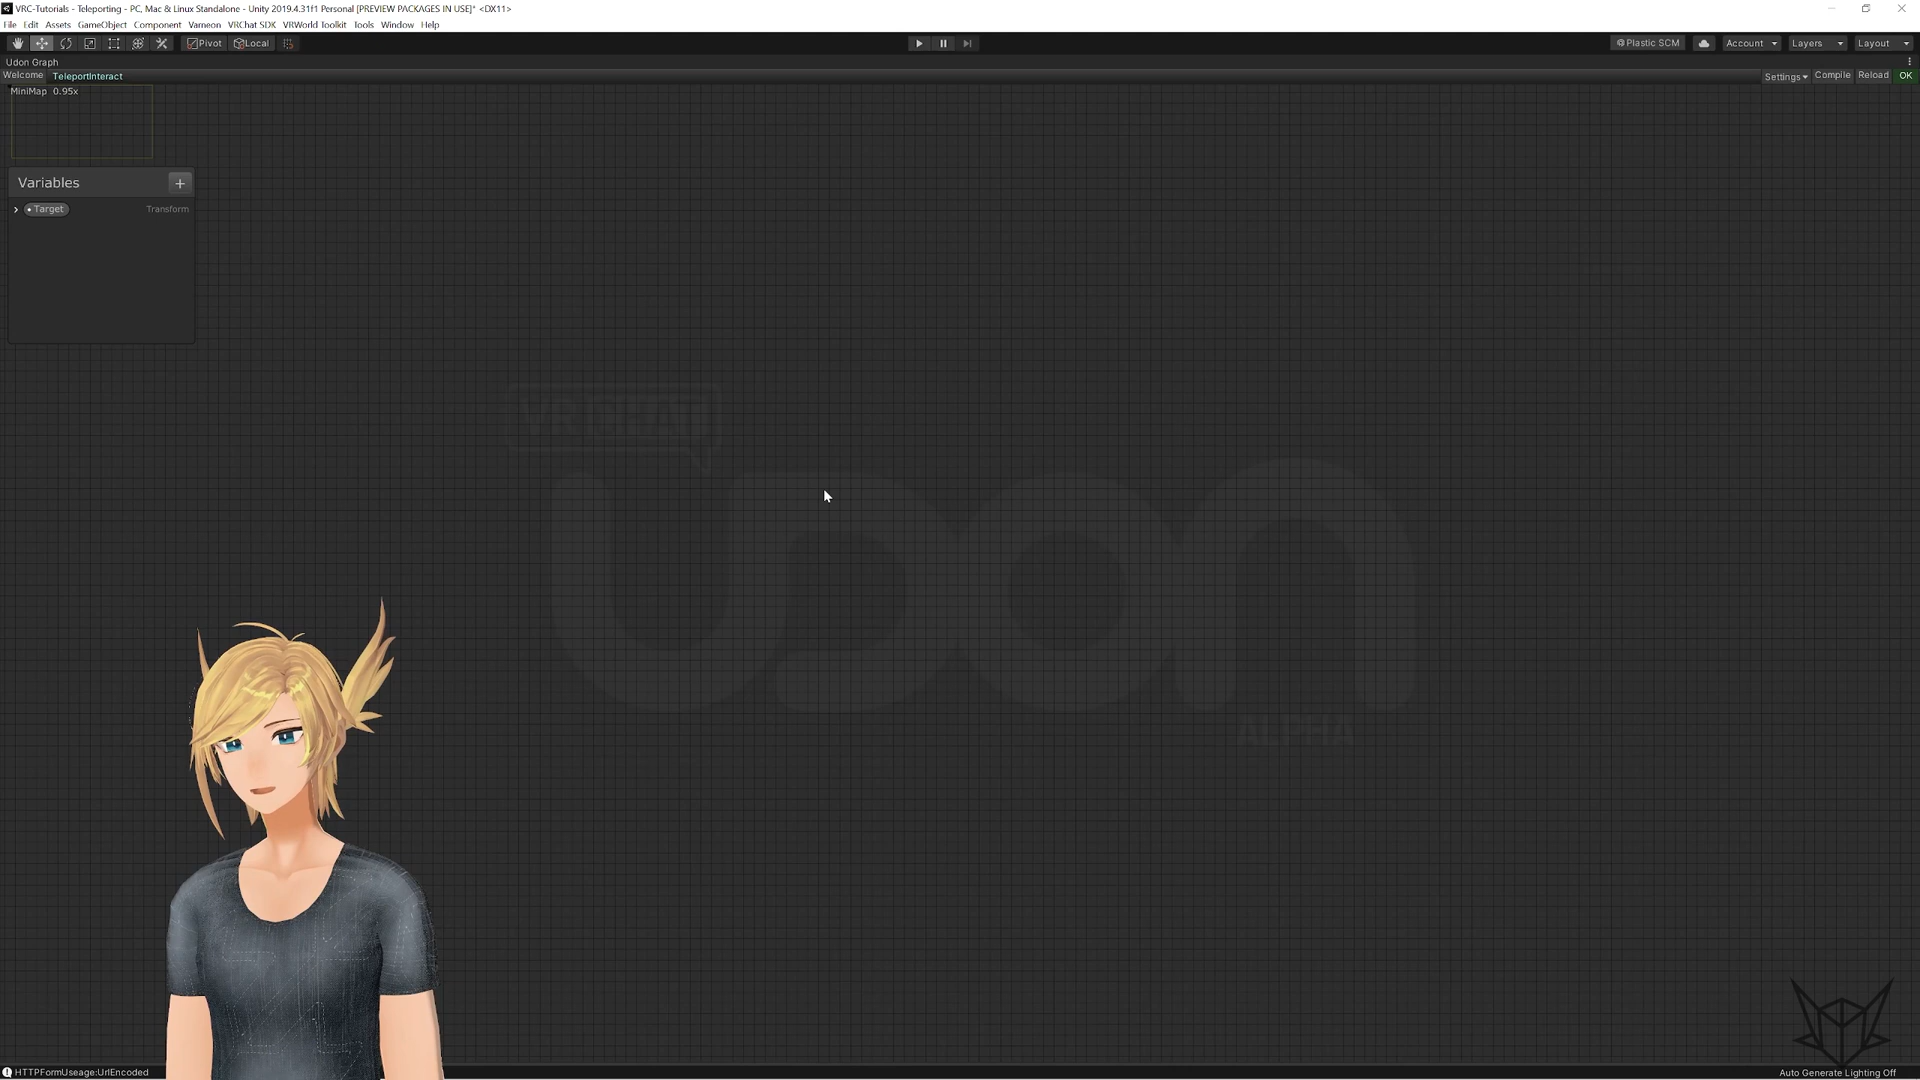 VRC-Tutorials - Teleporting - PC, Mac & Linux Standalone - Unity 2019.4.31f1 Personal [PREVIEW PACKAGES IN USE]* <DX11>
File Edit Assets GameObject Component Varneon VRChat SDK VRWorld Toolkit Tools Window Help
Pivot Local Plastic SCM Account Layers Layout
Udon Graph
Welcome TeleportInteract Settings Compile Reload OK
MiniMap 0.95x
Variables +
Target Transform
VRCHAT
UDON
ALPHA
HTTPFormUseage:UrlEncoded Auto Generate Lighting Off